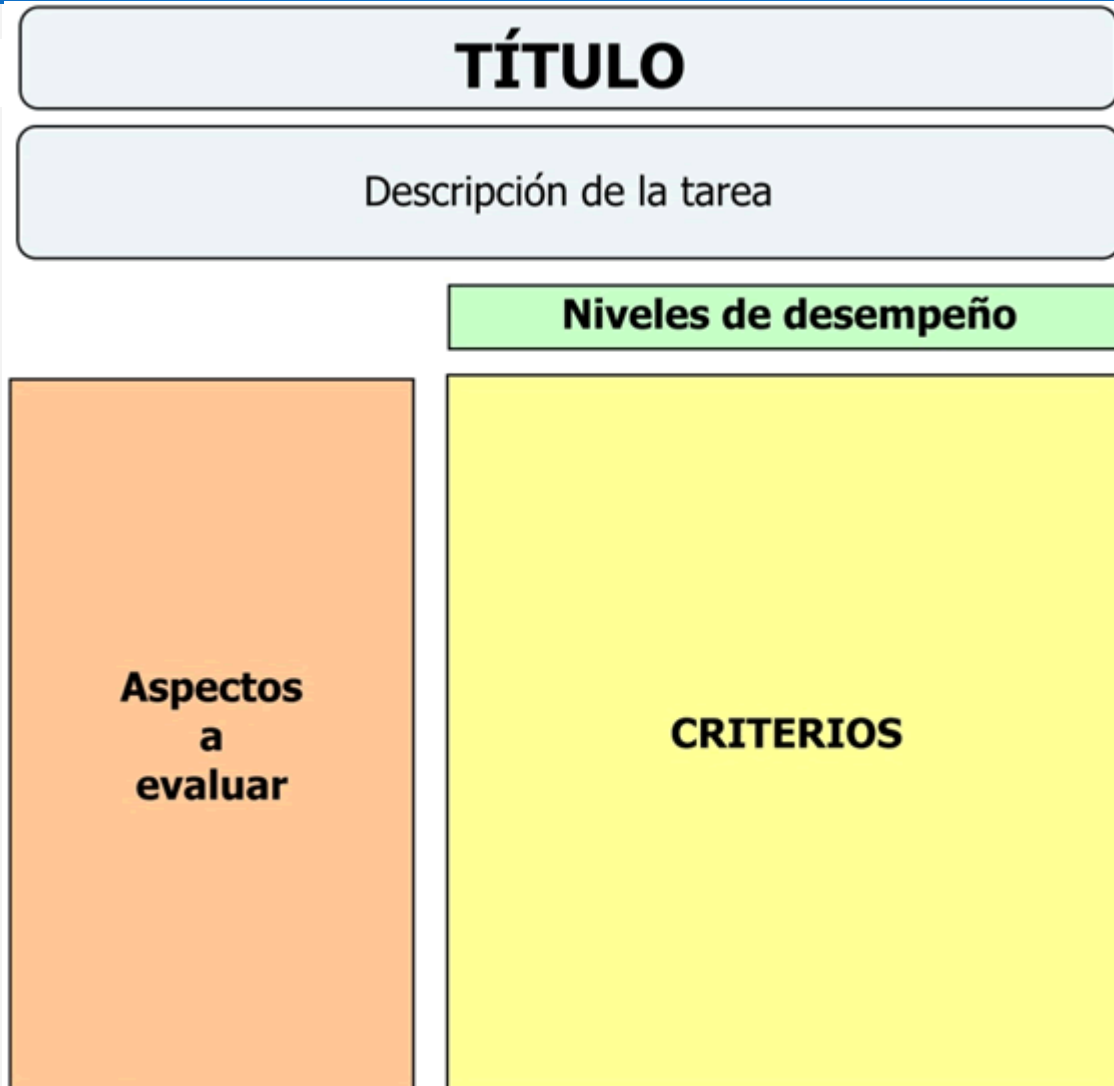 TÍTULO
Descripción de la tarea
Niveles de desempeño
Aspectos
a
evaluar
CRITERIOS